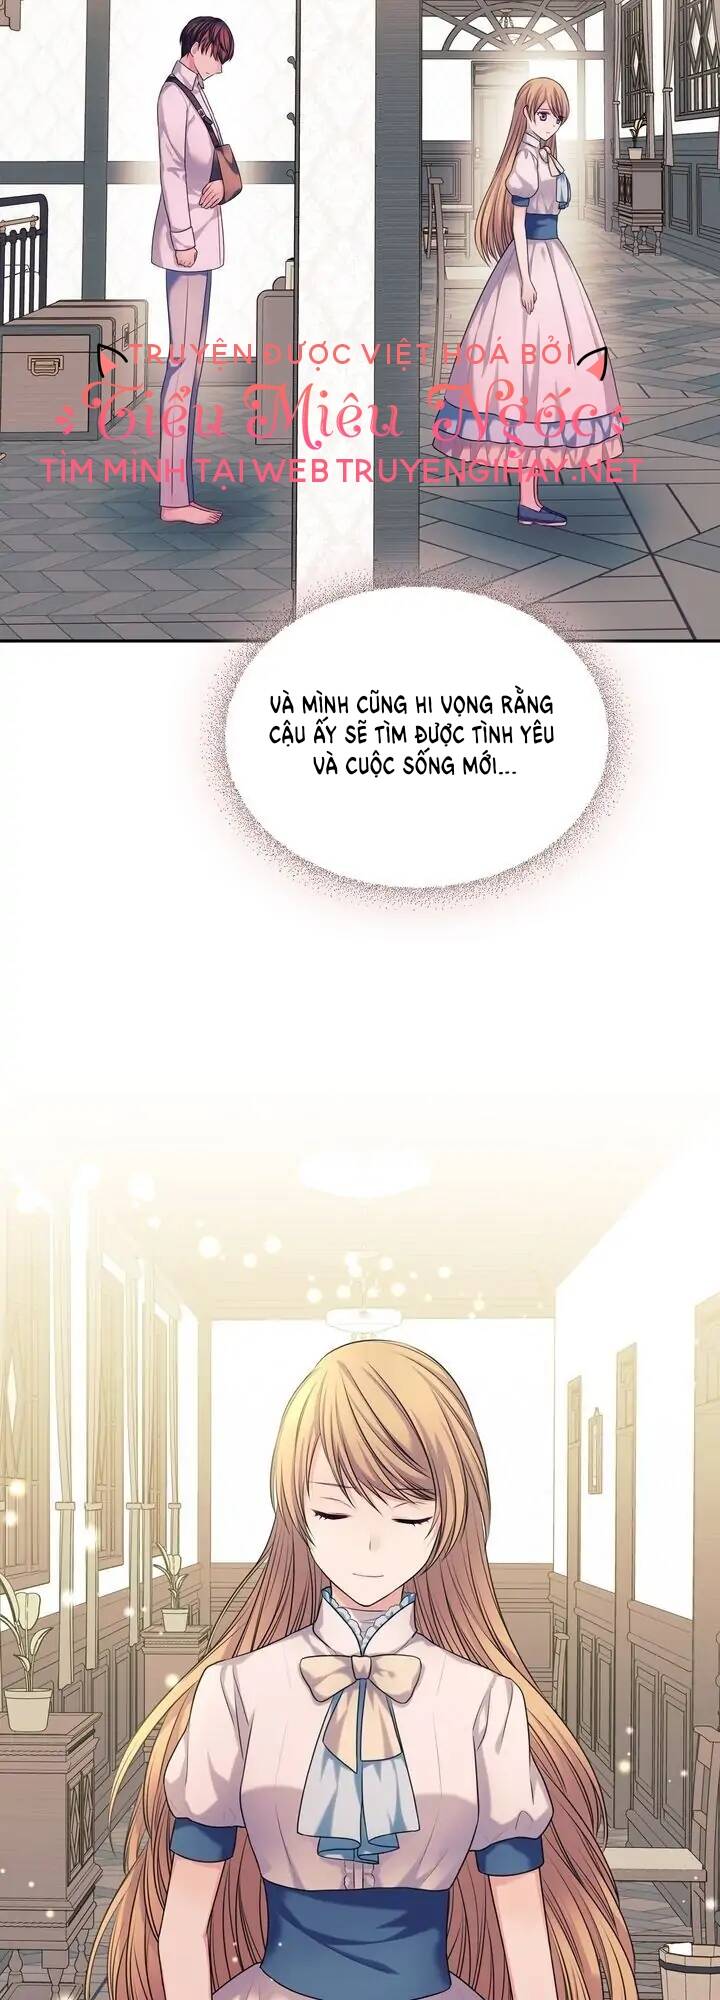 TRUYỆN ĐƯỢC VIỆT HOÁ BỞI
Tiểu Miêu Ngốc
TÌM MÌNH TẠI WEB TRUYENGIHAY.NET
VÀ MÌNH CŨNG HI VỌNG RẰNG
CẬU ẤY SẼ TÌM ĐƯỢC TÌNH YÊU
VÀ CUỘC SỐNG MỚI...